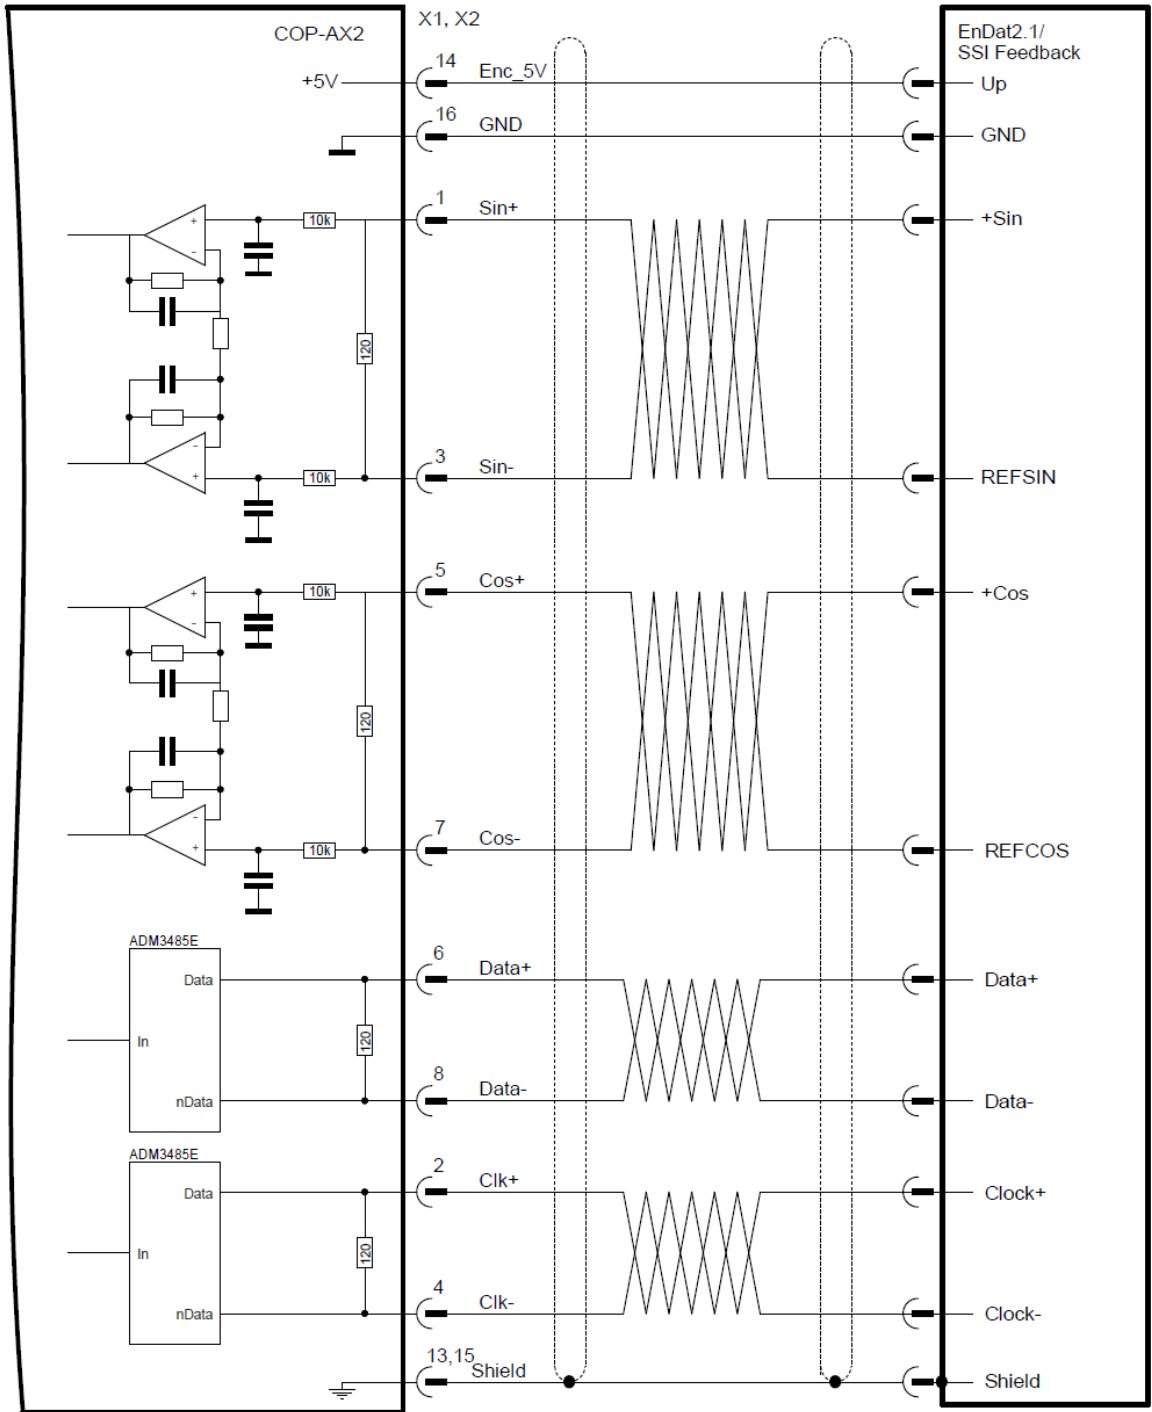 COP-AX2
X1, X2
EnDat2.1/
SSI Feedback
+5V
14
Enc_5V
Up
16
GND
GND
+
-
10k
1
Sin+
+Sin
120
-
+
10k
3
Sin-
REFSIN
+
-
10k
5
Cos+
+Cos
120
-
+
10k
7
Cos-
REFCOS
ADM3485E
Data
In
nData
120
6
Data+
Data+
8
Data-
Data-
ADM3485E
Data
In
nData
120
2
Clk+
Clock+
4
Clk-
Clock-
13,15
Shield
Shield